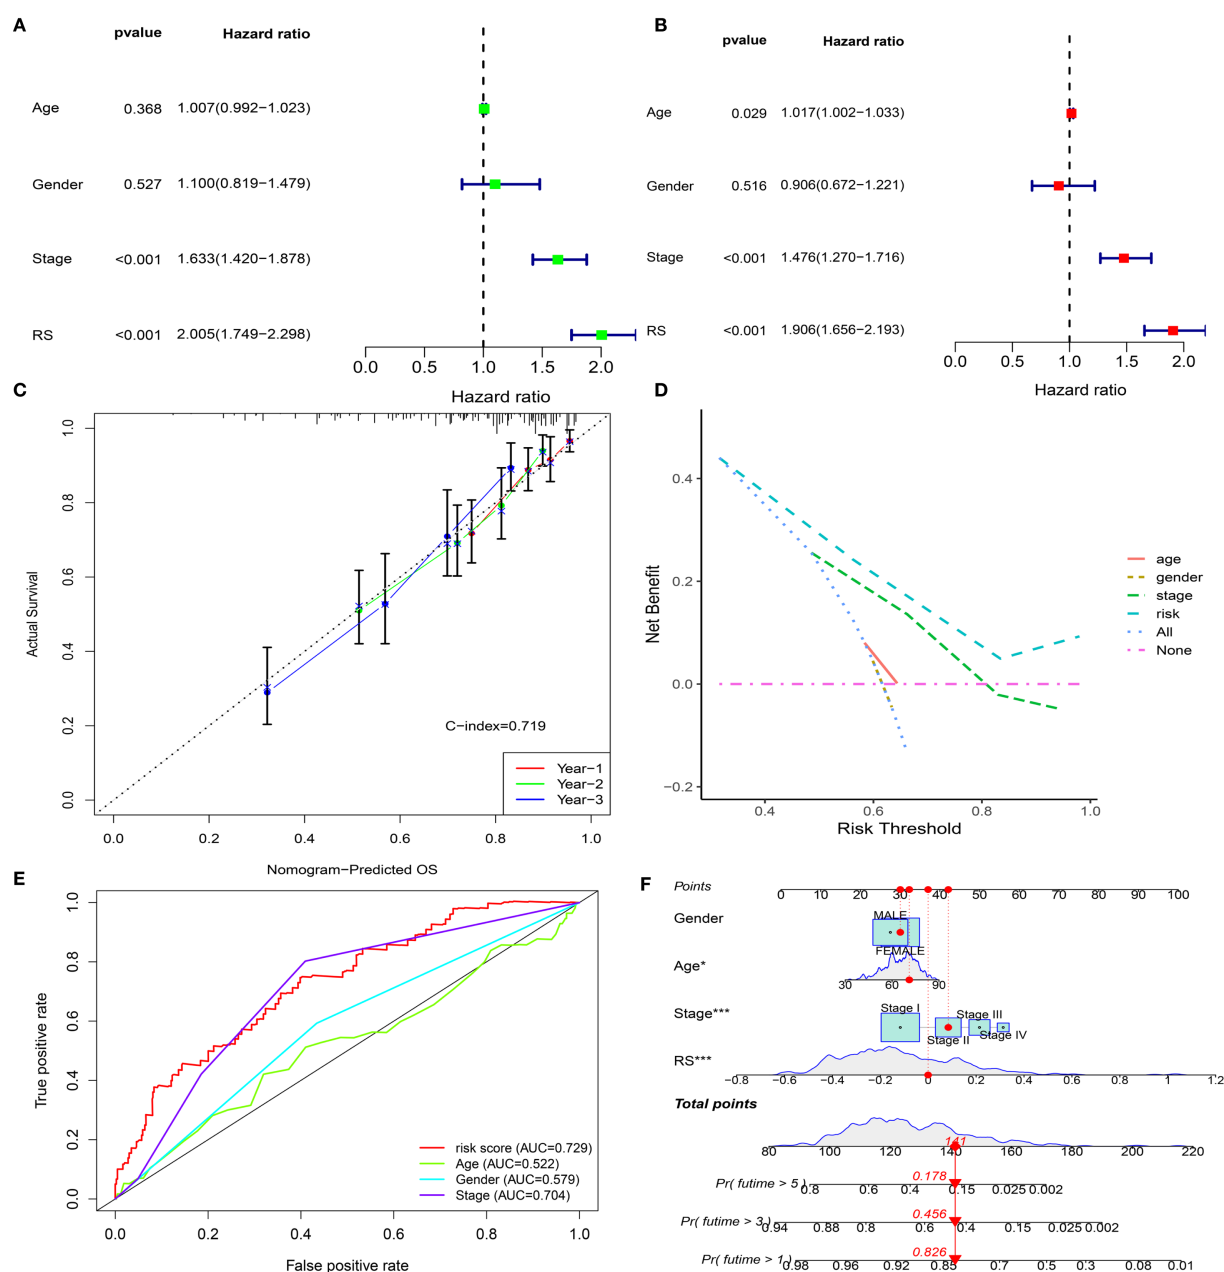 A
pvalue Hazard ratio
Age 0.368 1.007(0.992−1.023)
Gender 0.527 1.100(0.819−1.479)
Stage <0.001 1.633(1.420−1.878)
RS <0.001 2.005(1.749−2.298)
0.0 0.5 1.0 1.5 2.0
Hazard ratio
B
pvalue Hazard ratio
Age 0.029 1.017(1.002−1.033)
Gender 0.516 0.906(0.672−1.221)
Stage <0.001 1.476(1.270−1.716)
RS <0.001 1.906(1.656−2.193)
0.0 0.5 1.0 1.5 2.0
Hazard ratio
C
Actual Survival
1.0
0.8
0.6
0.4
0.2
0.0
C−index=0.719
Year−1
Year−2
Year−3
0.0 0.2 0.4 0.6 0.8 1.0
Nomogram−Predicted OS
D
Net Benefit
0.4
0.2
0.0
−0.2
0.4 0.6 0.8 1.0
Risk Threshold
age
gender
stage
risk
All
None
E
True positive rate
1.0
0.8
0.6
0.4
0.2
0.0
risk score (AUC=0.729)
Age (AUC=0.522)
Gender (AUC=0.579)
Stage (AUC=0.704)
0.0 0.2 0.4 0.6 0.8 1.0
False positive rate
F
Points
0 10 20 30 40 50 60 70 80 90 100
Gender
MALE
FEMALE
Age*
30 60 90
Stage***
Stage I
Stage III
Stage II
Stage IV
RS***
−0.8 −0.6 −0.4 −0.2 0 0.2 0.4 0.6 0.8 1 1.2
Total points
141
80 100 120 140 160 180 200 220
0.178
Pr( futime > 5)
0.8 0.6 0.4 0.15 0.025 0.002
0.456
Pr( futime > 3)
0.94 0.88 0.8 0.6 0.4 0.15 0.025 0.002
0.826
Pr( futime > 1)
0.98 0.96 0.92 0.85 0.7 0.5 0.3 0.08 0.01